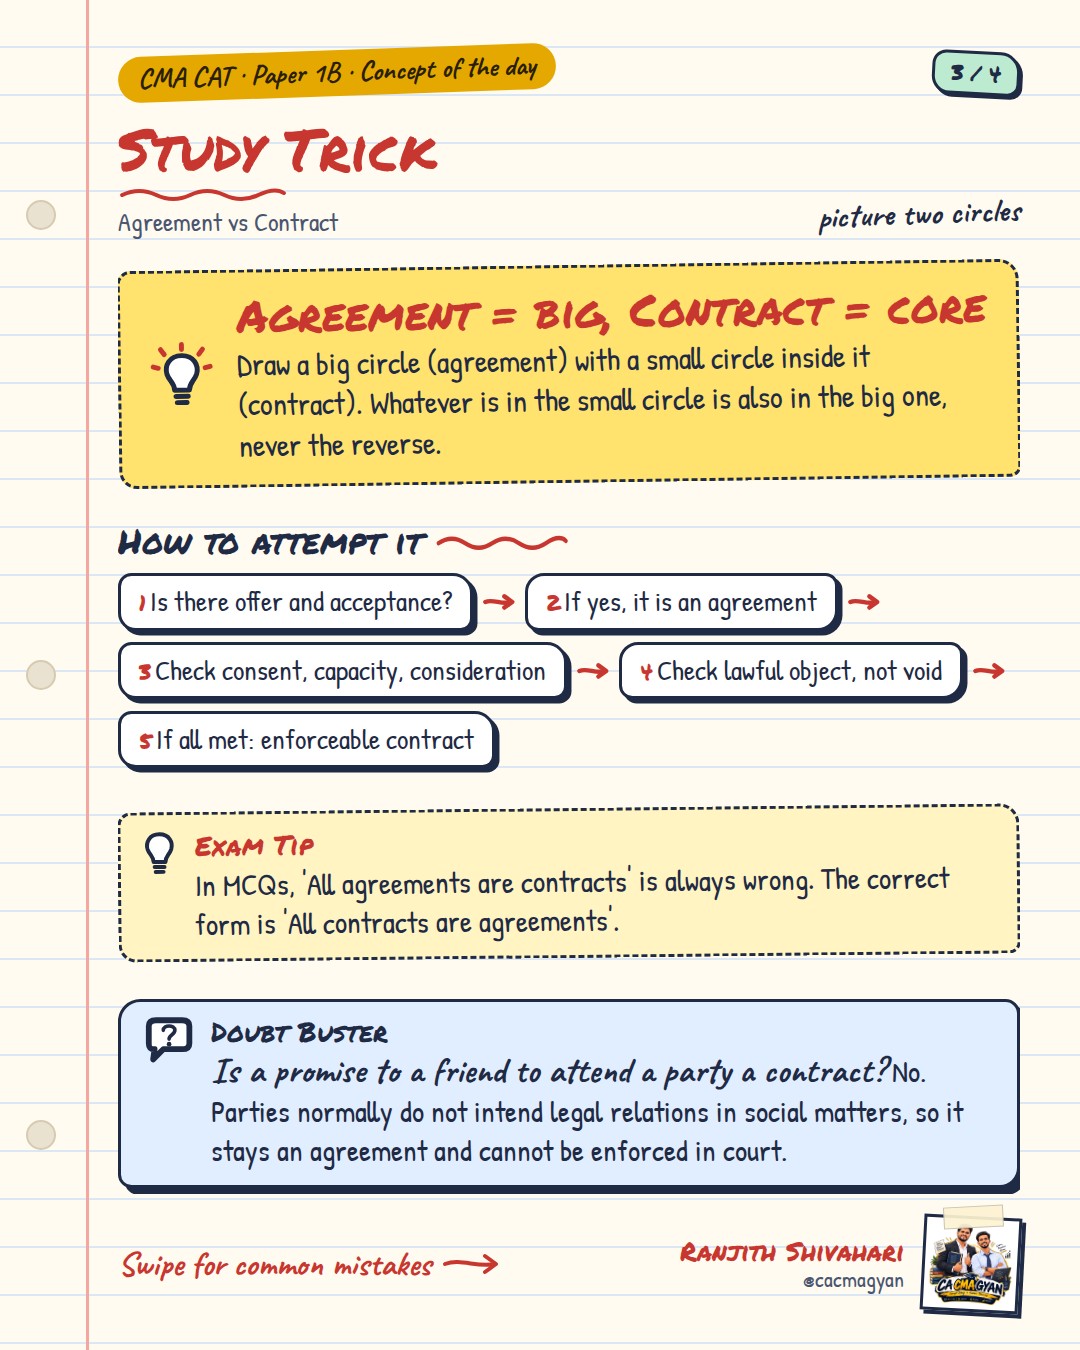 CMA CAT · Paper 1B · Concept of the day
3 / 4
Study Trick
Agreement vs Contract
picture two circles
Agreement = big, Contract = core
Draw a big circle (agreement) with a small circle inside it
(contract). Whatever is in the small circle is also in the big one,
never the reverse.
How to attempt it
1 Is there offer and acceptance?
2 If yes, it is an agreement
3 Check consent, capacity, consideration
4 Check lawful object, not void
5 If all met: enforceable contract
Exam Tip
In MCQs, 'All agreements are contracts' is always wrong. The correct
form is 'All contracts are agreements'.
Doubt Buster
Is a promise to a friend to attend a party a contract? No.
Parties normally do not intend legal relations in social matters, so it
stays an agreement and cannot be enforced in court.
Swipe for common mistakes
Ranjith Shivahari
@cacmagyan
CA CMA GYAN